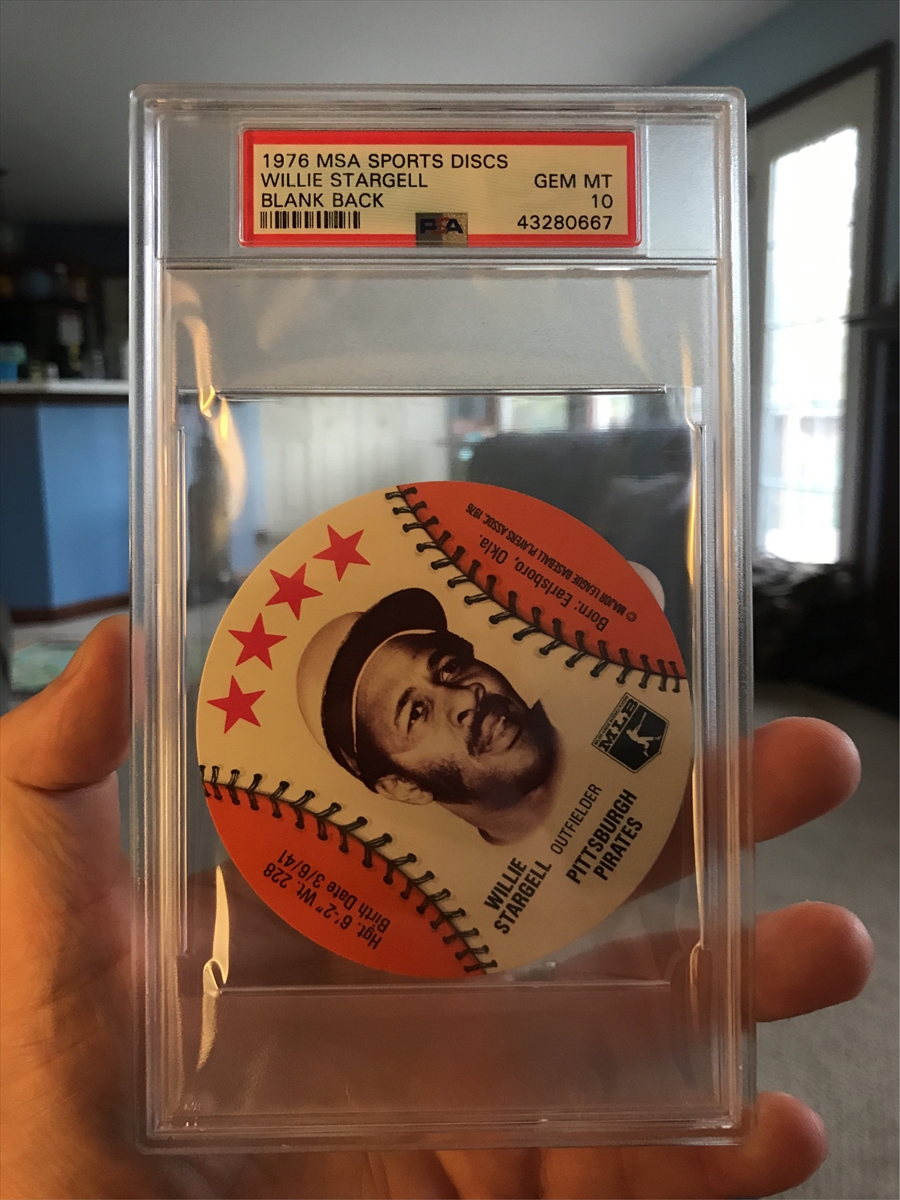 1976 MSA SPORTS DISCS
WILLIE STARGELL
GEM MT
BLANK BACK
10
PSA
43280667
© MAJOR LEAGUE BASEBALL PLAYERS ASSOC. 1976
Born: Earlsboro, Okla.
MLB
WILLIE
STARGELL OUTFIELDER
PITTSBURGH
PIRATES
Hgt. 6'-2" Wt. 228
Birth Date 3/6/41